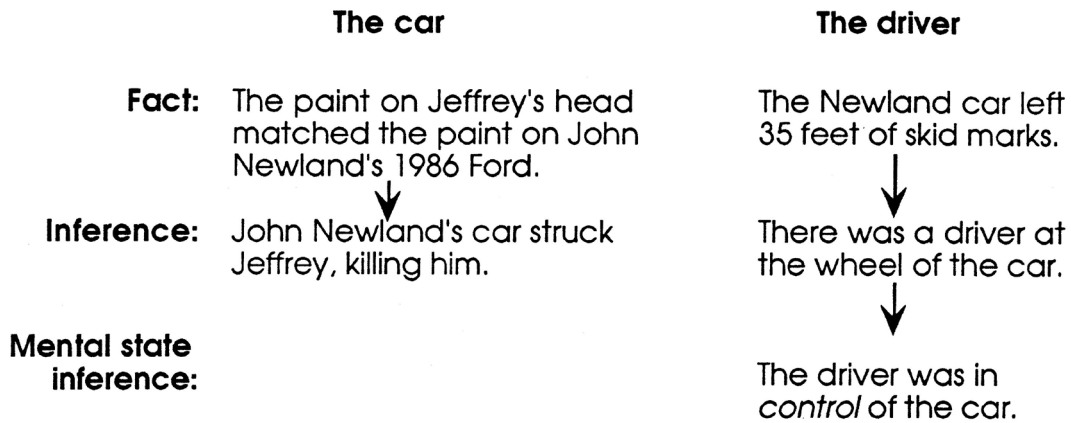 The car
The driver
Fact:
The paint on Jeffrey's head
matched the paint on John
Newland's 1986 Ford.
The Newland car left
35 feet of skid marks.
Inference:
John Newland's car struck
Jeffrey, killing him.
There was a driver at
the wheel of the car.
Mental state
inference:
The driver was in
control of the car.